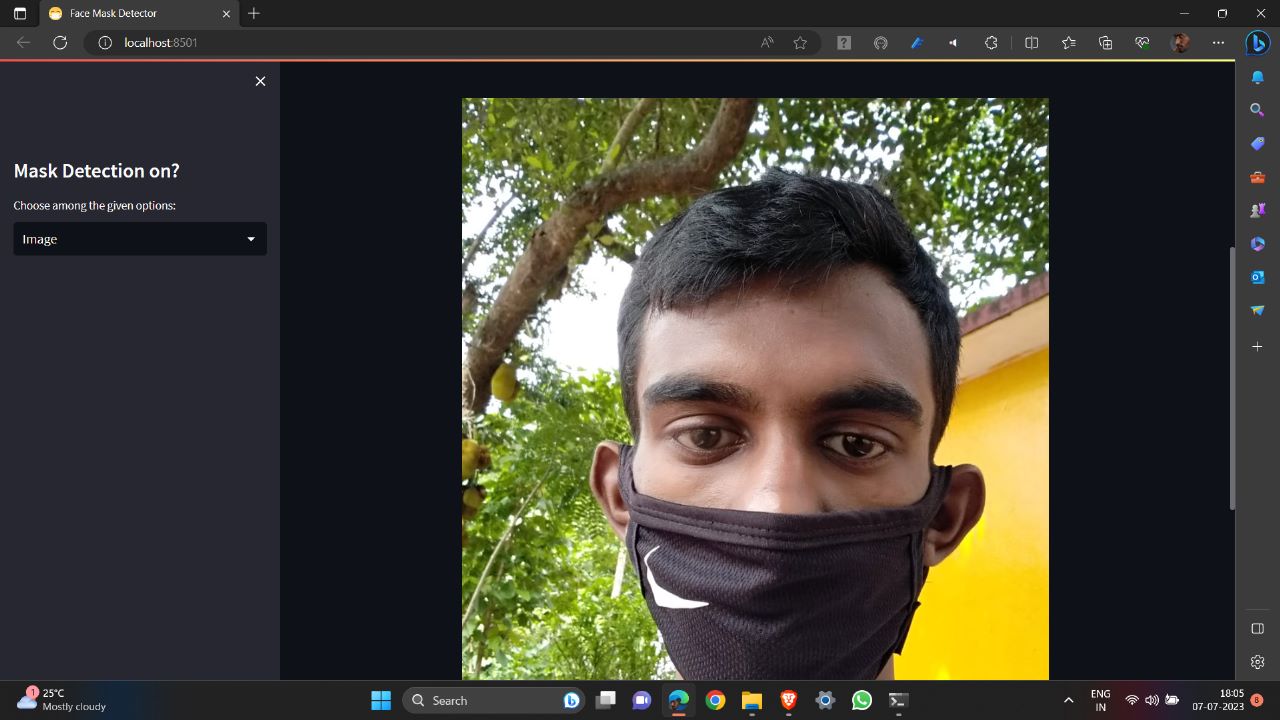 Face Mask Detector
localhost:8501
Mask Detection on?
Choose among the given options:
Image
1
25°C
Mostly cloudy
Search
ENG
IN
18:05
07-07-2023
8